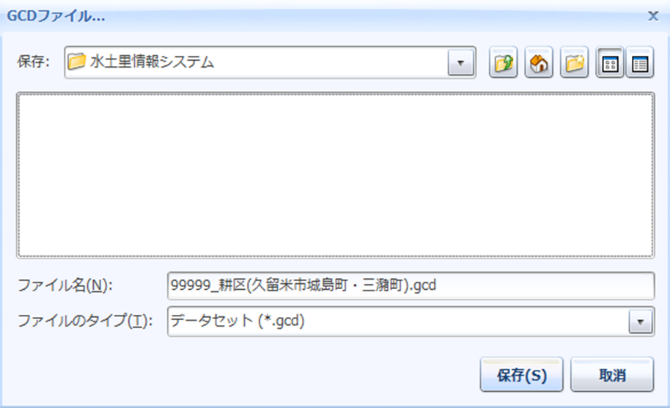 GCDファイル...
保存: 水土里情報システム
ファイル名(N): 99999_耕区(久留米市城島町・三潴町).gcd
ファイルのタイプ(T): データセット (*.gcd)
保存(S) 取消